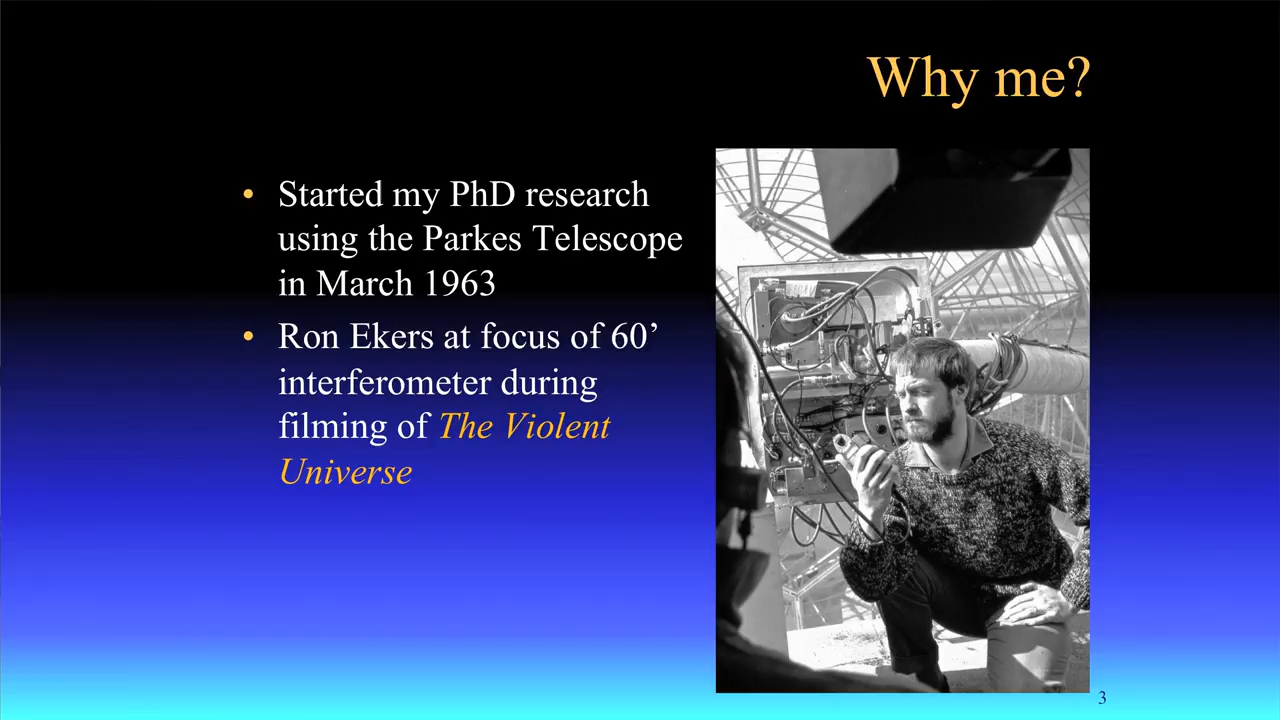 Why me?
• Started my PhD research
using the Parkes Telescope
in March 1963
• Ron Ekers at focus of 60’
interferometer during
filming of The Violent
Universe
3